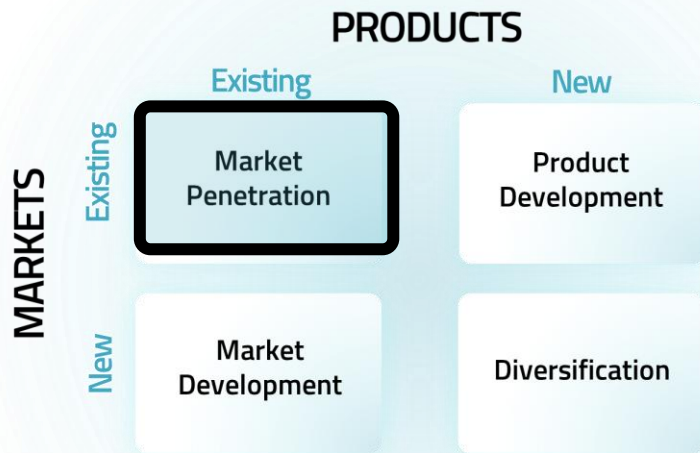 PRODUCTS
Existing
New
MARKETS
Existing
Market
Penetration
Product
Development
New
Market
Development
Diversification